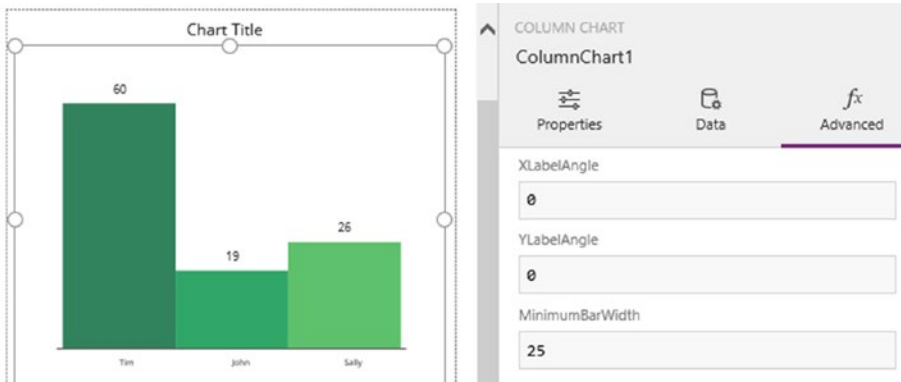 Chart Title
60
19
26
Tim
John
Sally
COLUMN CHART
ColumnChart1
Properties
Data
fx
Advanced
XLabelAngle
0
YLabelAngle
0
MinimumBarWidth
25